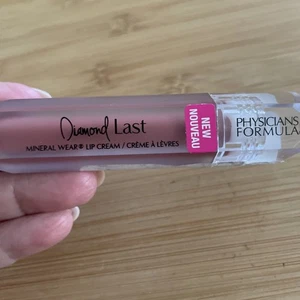 Diamond Last
MINERAL WEAR® LIP CREAM / CRÈME À LÈVRES
NEW
NOUVEAU
PHYSICIANS
FORMULA